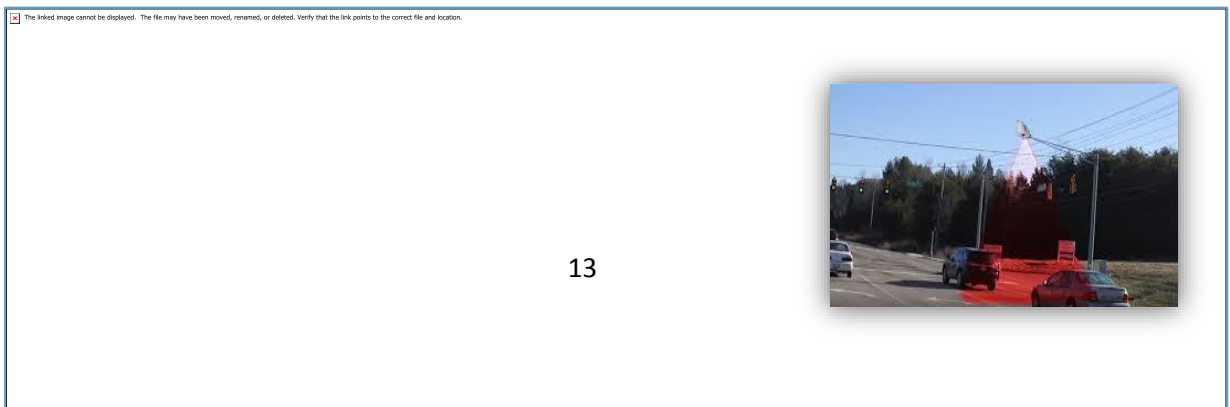 The linked image cannot be displayed. The file may have been moved, renamed, or deleted. Verify that the link points to the correct file and location.
13